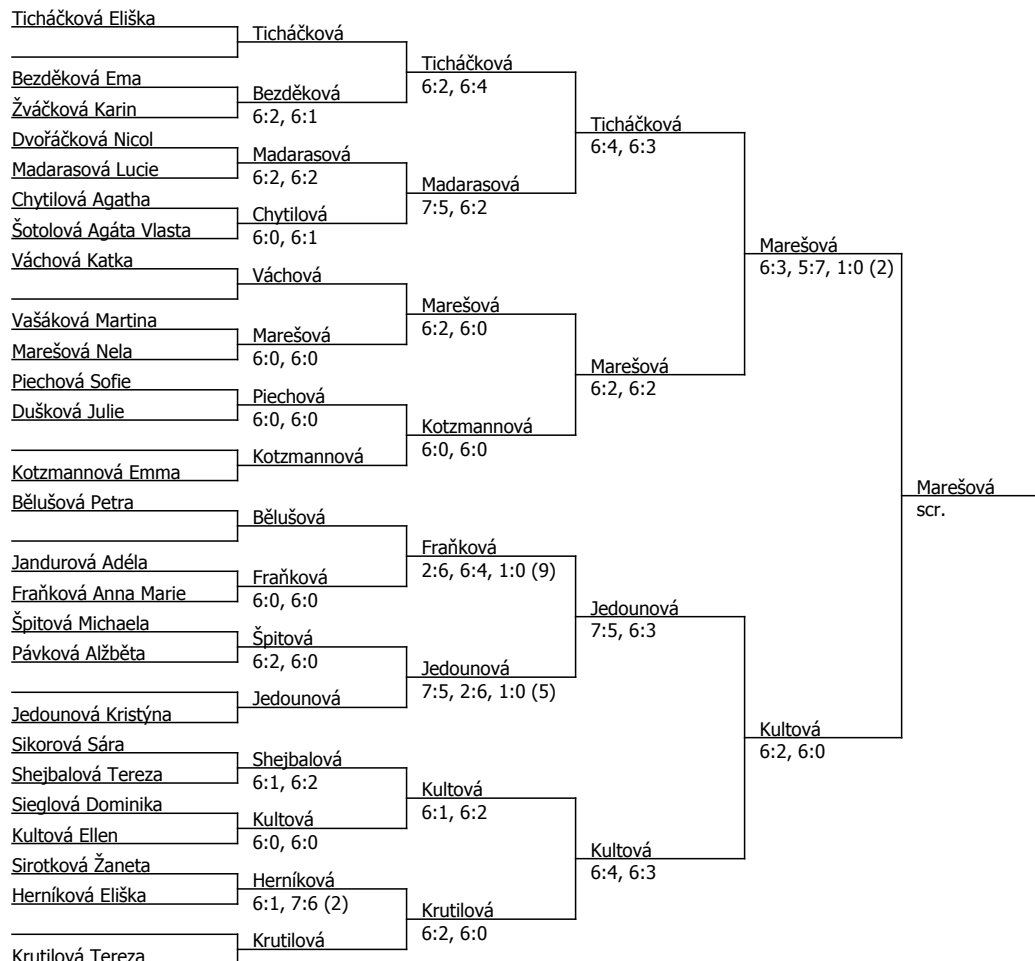 Ticháčková Eliška
Bezděková Ema
Žváčková Karin
Dvořáčková Nicol
Madarasová Lucie
Chytilová Agatha
Šotolová Agáta Vlasta
Váchová Katka
Vašáková Martina
Marešová Nela
Piechová Sofie
Dušková Julie
Kotzmannová Emma
Bělušová Petra
Jandurová Adéla
Fraňková Anna Marie
Špitová Michaela
Pávková Alžběta
Jedounová Kristýna
Sikorová Sára
Shejbalová Tereza
Sieglová Dominika
Kultová Ellen
Sirotková Žaneta
Herníková Eliška
Krutilová Tereza
Ticháčková
Bezděková
6:2, 6:1
Madarasová
6:2, 6:2
Chytilová
6:0, 6:1
Váchová
Marešová
6:0, 6:0
Piechová
6:0, 6:0
Kotzmannová
Bělušová
Fraňková
6:0, 6:0
Špitová
6:2, 6:0
Jedounová
Shejbalová
6:1, 6:2
Kultová
6:0, 6:0
Herníková
6:1, 7:6 (2)
Krutilová
Ticháčková
6:2, 6:4
Madarasová
7:5, 6:2
Marešová
6:2, 6:0
Kotzmannová
6:0, 6:0
Fraňková
2:6, 6:4, 1:0 (9)
Jedounová
7:5, 2:6, 1:0 (5)
Kultová
6:1, 6:2
Krutilová
6:2, 6:0
Ticháčková
6:4, 6:3
Marešová
6:2, 6:2
Jedounová
7:5, 6:3
Kultová
6:4, 6:3
Marešová
6:3, 5:7, 1:0 (2)
Kultová
6:2, 6:0
Marešová
scr.